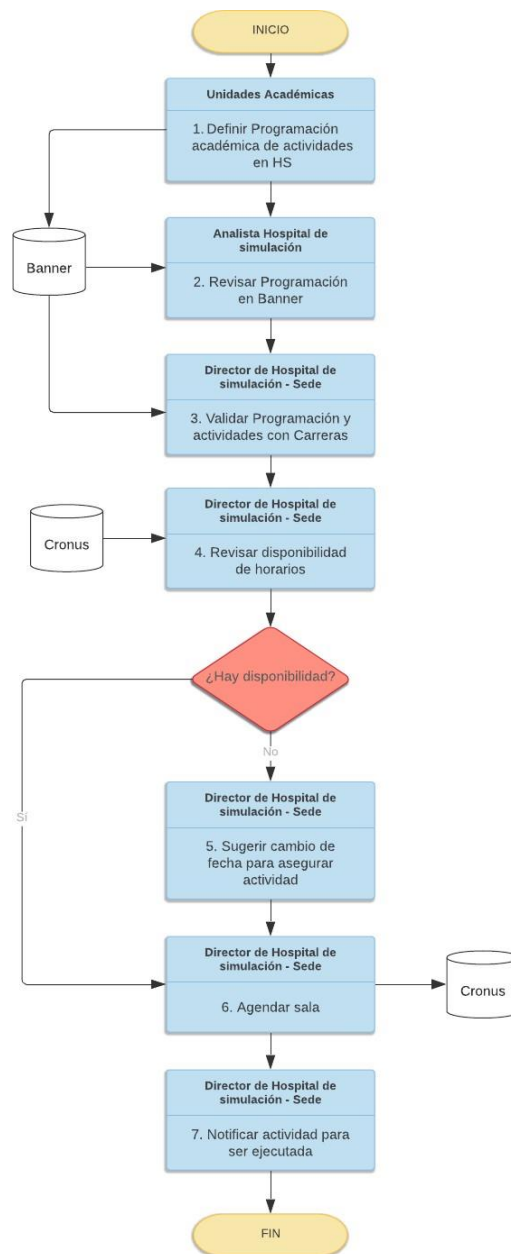 INICIO
Unidades Académicas
1. Definir Programación
académica de actividades
en HS
Analista Hospital de
simulación
Banner
2. Revisar Programación
en Banner
Director de Hospital de
simulación - Sede
3. Validar Programación y
actividades con Carreras
Director de Hospital de
simulación - Sede
Cronus
4. Revisar disponibilidad
de horarios
¿Hay disponibilidad?
No
Director de Hospital de
simulación - Sede
Sí
5. Sugerir cambio de
fecha para asegurar
actividad
Director de Hospital de
simulación - Sede
6. Agendar sala
Cronus
Director de Hospital de
simulación - Sede
7. Notificar actividad para
ser ejecutada
FIN